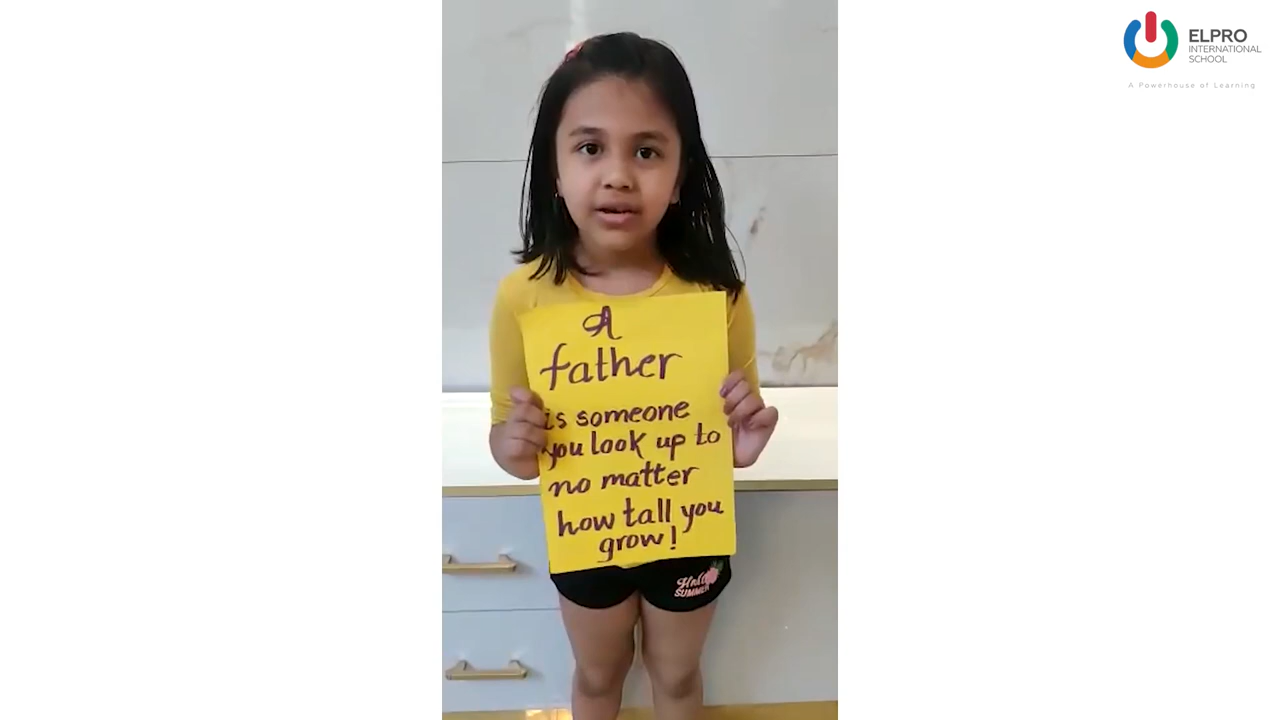 ELPRO
INTERNATIONAL
SCHOOL
A Powerhouse of Learning
A
father
is someone
you look up to
no matter
how tall you
grow!
Hello
SUMMER